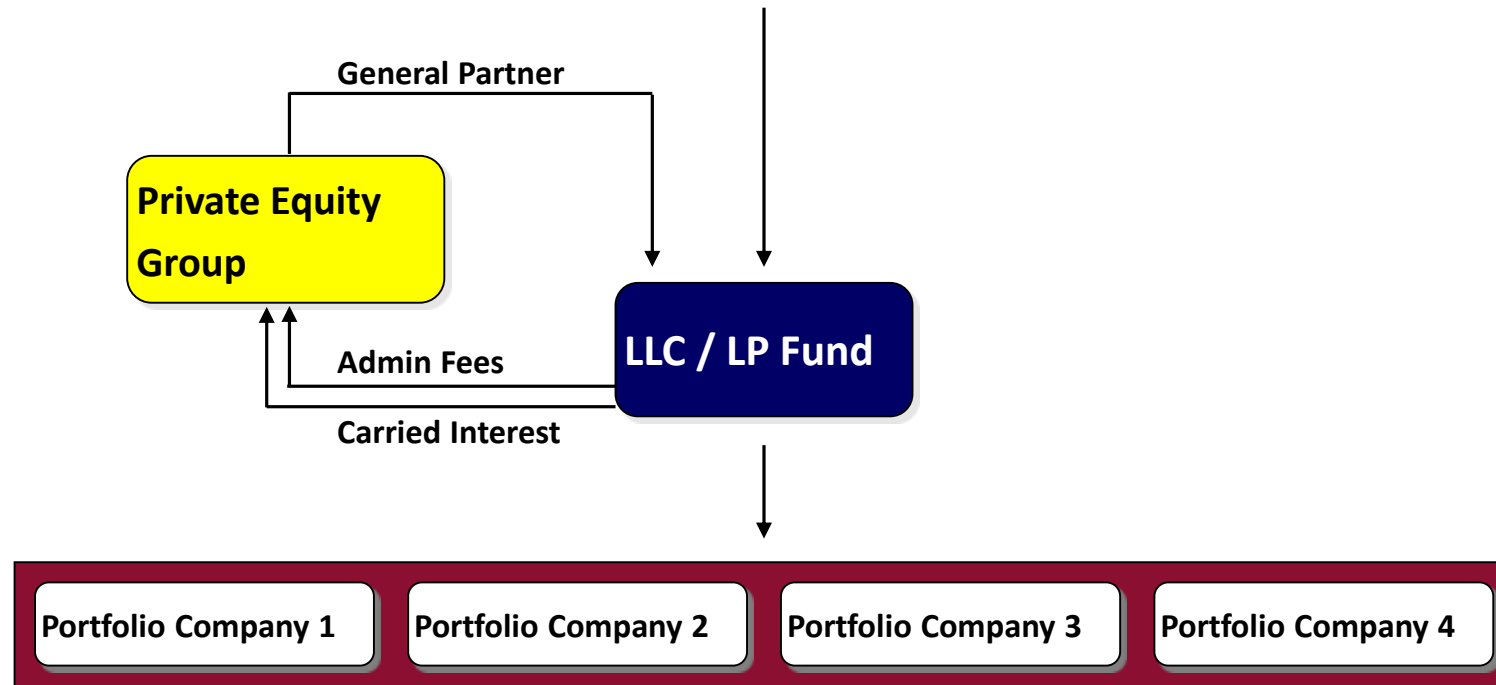 General Partner
Private Equity
Group
LLC / LP Fund
Admin Fees
Carried Interest
Portfolio Company 1
Portfolio Company 2
Portfolio Company 3
Portfolio Company 4